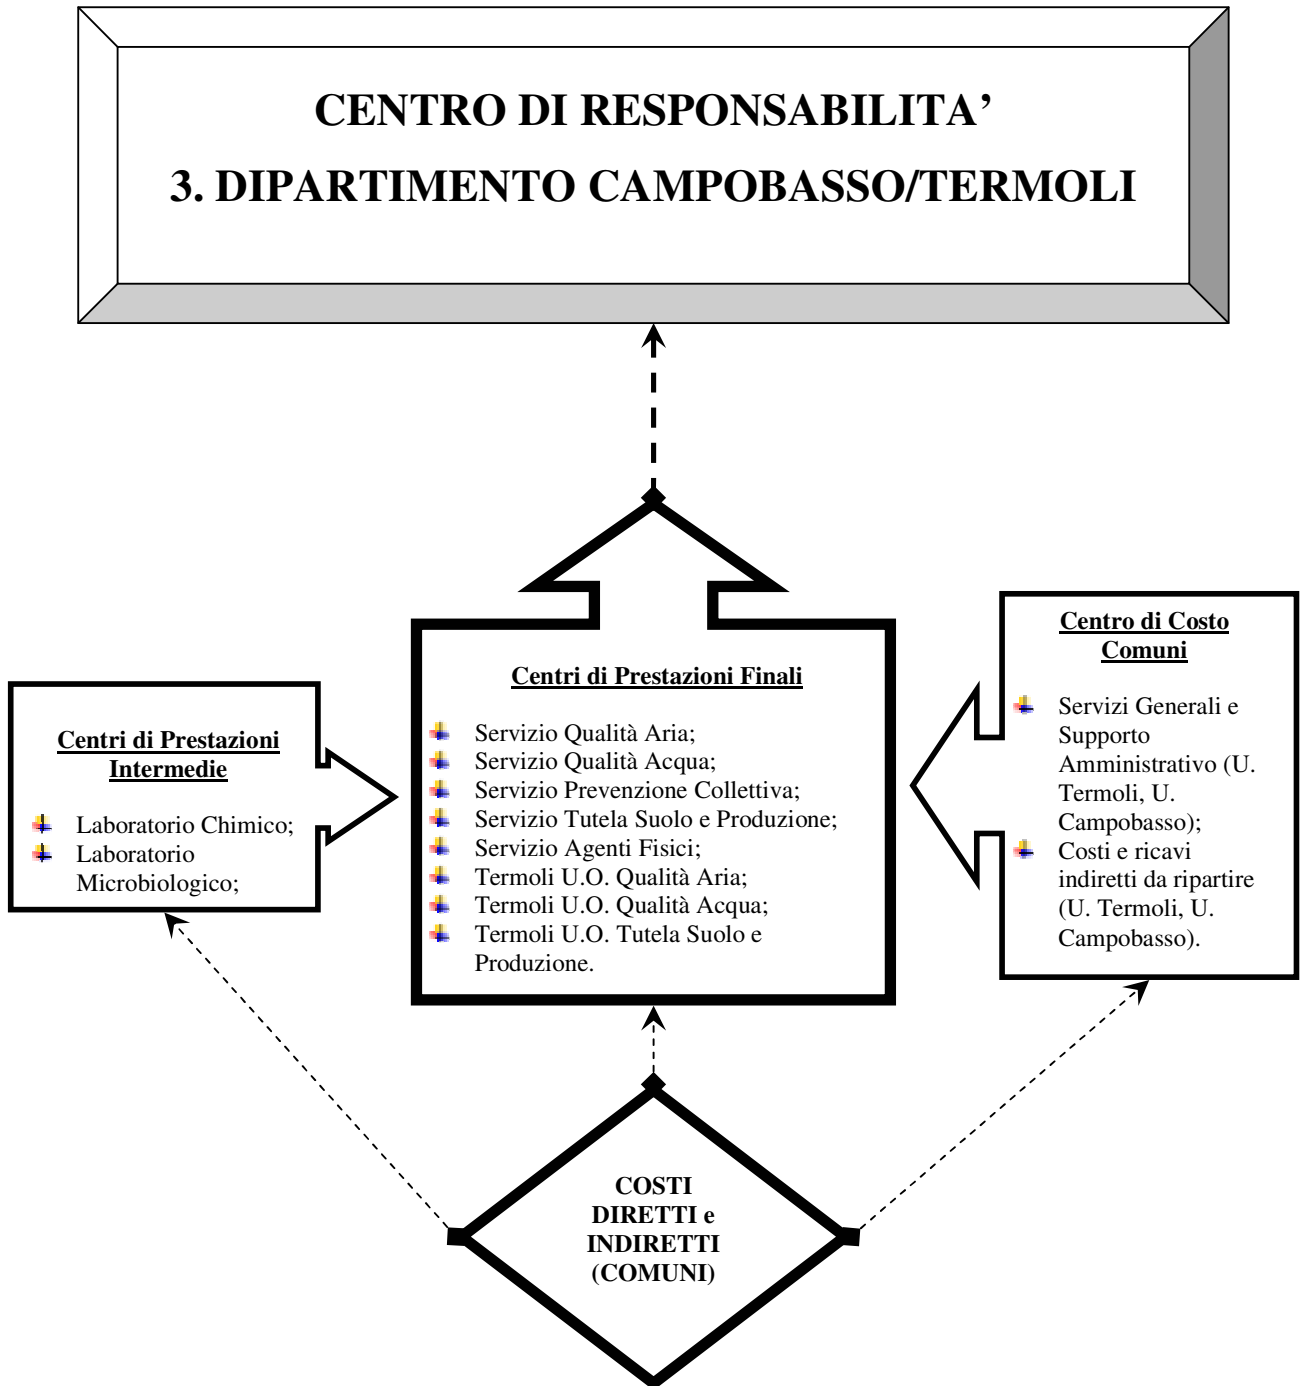 CENTRO DI RESPONSABILITA’
3. DIPARTIMENTO CAMPOBASSO/TERMOLI
Centri di Prestazioni
Intermedie
Laboratorio Chimico;
Laboratorio
Microbiologico;
Centri di Prestazioni Finali
Servizio Qualità Aria;
Servizio Qualità Acqua;
Servizio Prevenzione Collettiva;
Servizio Tutela Suolo e Produzione;
Servizio Agenti Fisici;
Termoli U.O. Qualità Aria;
Termoli U.O. Qualità Acqua;
Termoli U.O. Tutela Suolo e
Produzione.
Centro di Costo
Comuni
Servizi Generali e
Supporto
Amministrativo (U.
Termoli, U.
Campobasso);
Costi e ricavi
indiretti da ripartire
(U. Termoli, U.
Campobasso).
COSTI
DIRETTI e
INDIRETTI
(COMUNI)